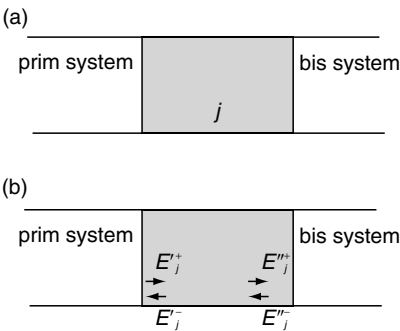 (a)
prim system bis system
j
(b)
prim system bis system
E′⁺ⱼ E″⁺ⱼ
E′⁻ⱼ E″⁻ⱼ